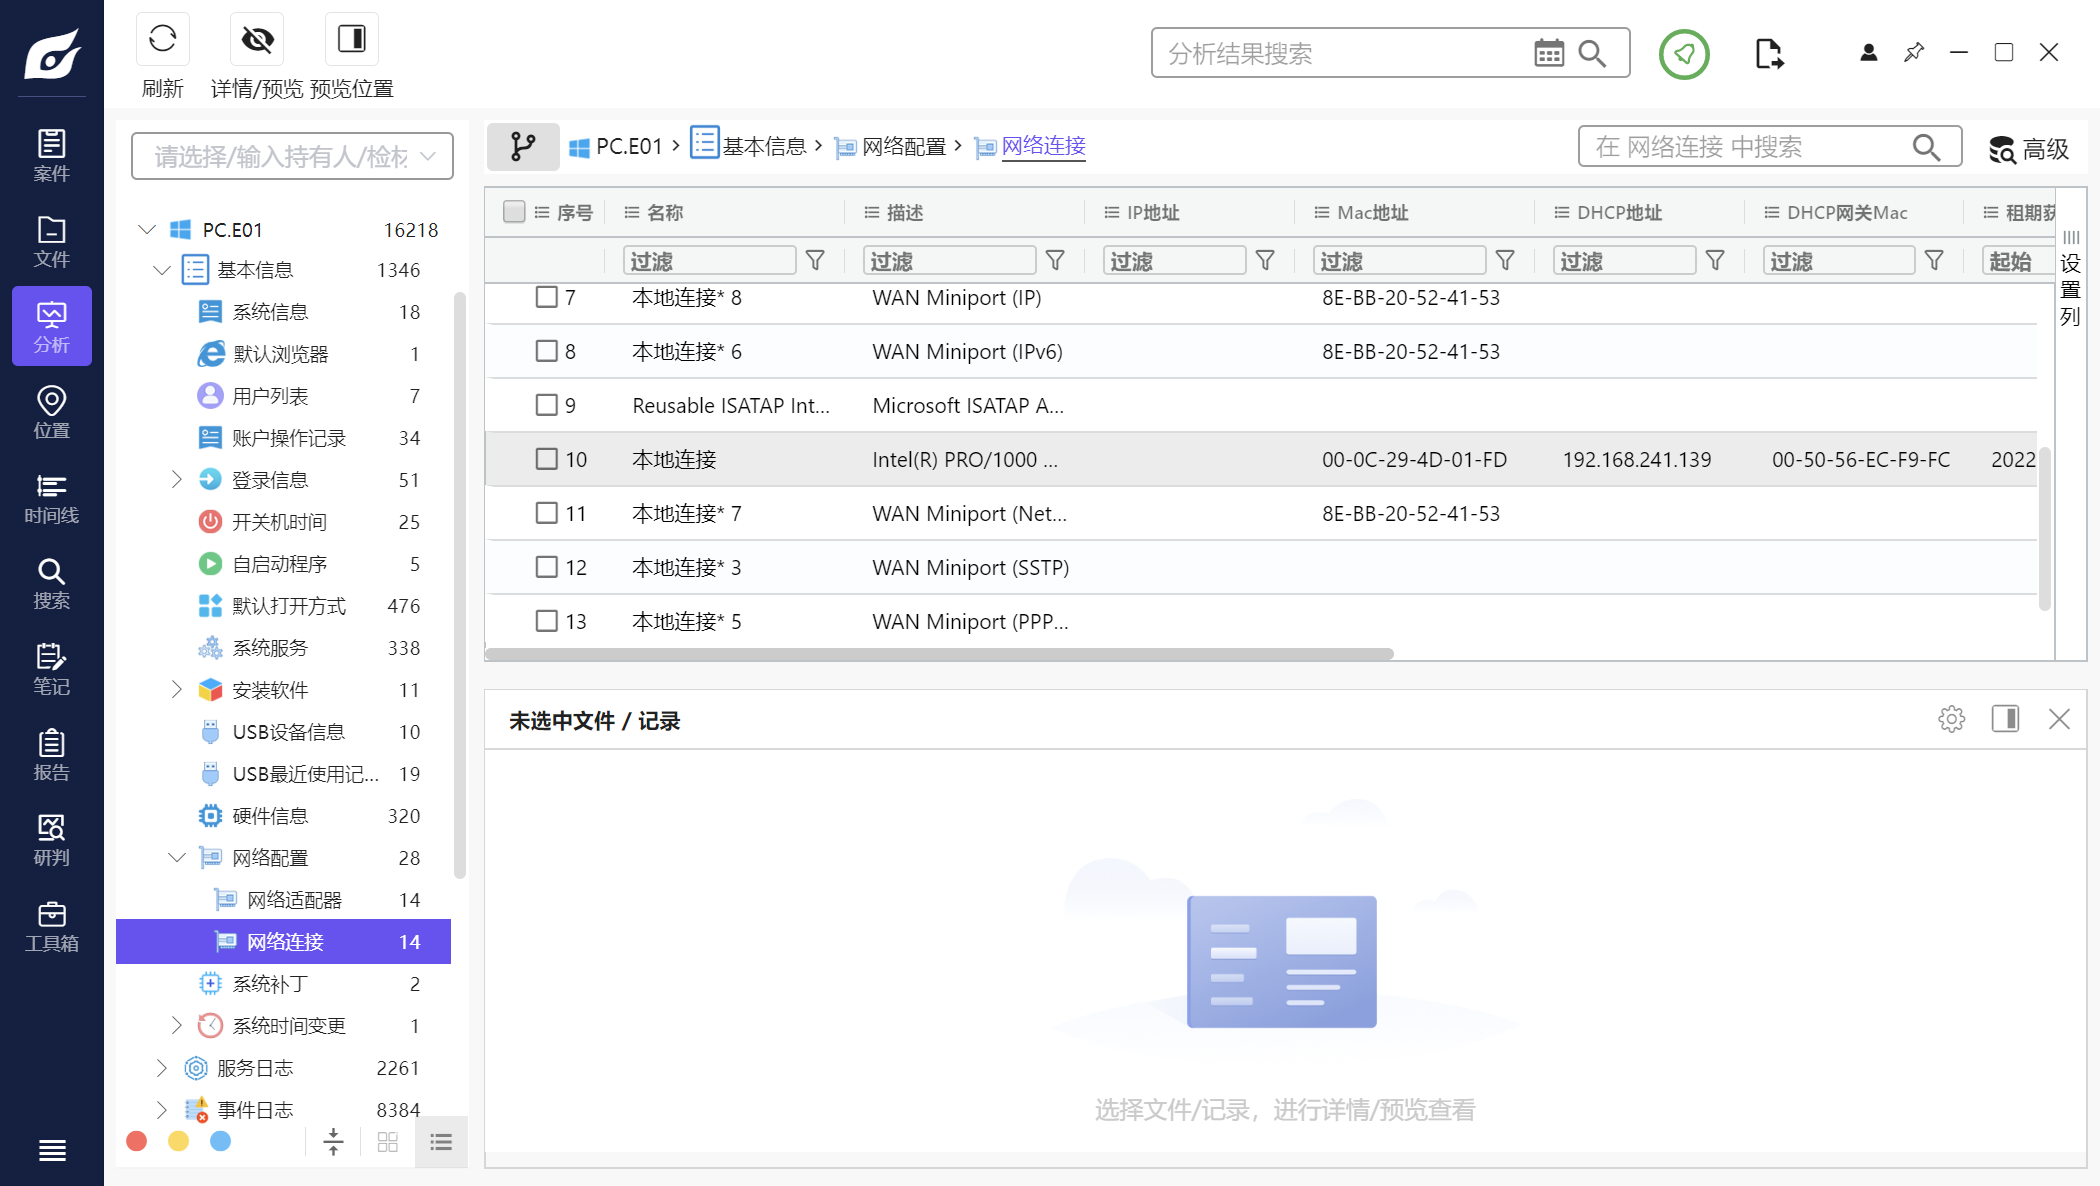 刷新
详情/预览
预览位置
分析结果搜索
案件
文件
分析
位置
时间线
搜索
笔记
报告
研判
工具箱
请选择/输入持有人/检材
PC.E01 16218
基本信息 1346
系统信息 18
默认浏览器 1
用户列表 7
账户操作记录 34
登录信息 51
开关机时间 25
自启动程序 5
默认打开方式 476
系统服务 338
安装软件 11
USB设备信息 10
USB最近使用记... 19
硬件信息 320
网络配置 28
网络适配器 14
网络连接 14
系统补丁 2
系统时间变更 1
服务日志 2261
事件日志 8384
PC.E01 > 基本信息 > 网络配置 > 网络连接
在 网络连接 中搜索
高级
序号 名称 描述 IP地址 Mac地址 DHCP地址 DHCP网关Mac 租期获
过滤 过滤 过滤 过滤 过滤 过滤 起始
7 本地连接* 8 WAN Miniport (IP) 8E-BB-20-52-41-53
8 本地连接* 6 WAN Miniport (IPv6) 8E-BB-20-52-41-53
9 Reusable ISATAP Int... Microsoft ISATAP A...
10 本地连接 Intel(R) PRO/1000 ... 00-0C-29-4D-01-FD 192.168.241.139 00-50-56-EC-F9-FC 2022
11 本地连接* 7 WAN Miniport (Net... 8E-BB-20-52-41-53
12 本地连接* 3 WAN Miniport (SSTP)
13 本地连接* 5 WAN Miniport (PPP...
设置列
未选中文件 / 记录
选择文件/记录，进行详情/预览查看